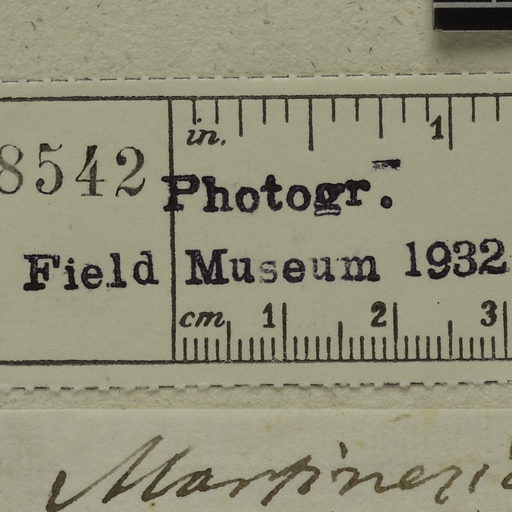 in. 1
8542
Photogr.
Field Museum 1932
cm 1 2 3